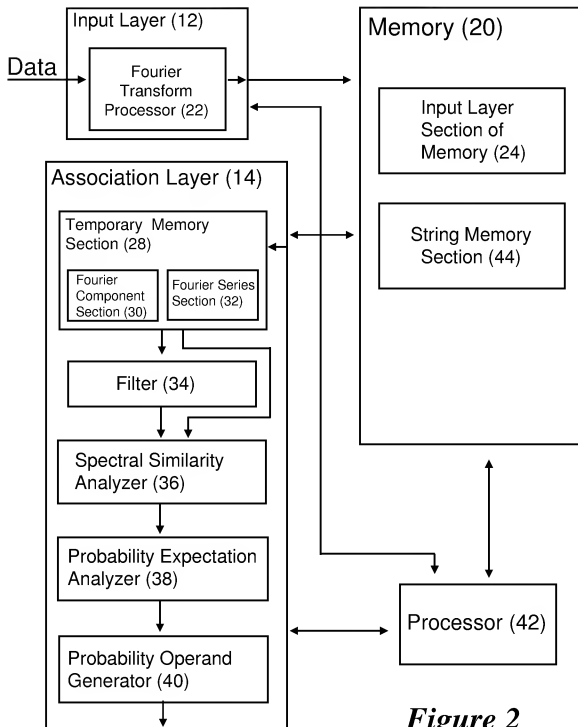 Input Layer (12)
Data
Fourier
Transform
Processor (22)
Memory (20)
Input Layer
Section of
Memory (24)
String Memory
Section (44)
Association Layer (14)
Temporary Memory
Section (28)
Fourier
Component
Section (30)
Fourier Series
Section (32)
Filter (34)
Spectral Similarity
Analyzer (36)
Probability Expectation
Analyzer (38)
Probability Operand
Generator (40)
Processor (42)
Figure 2